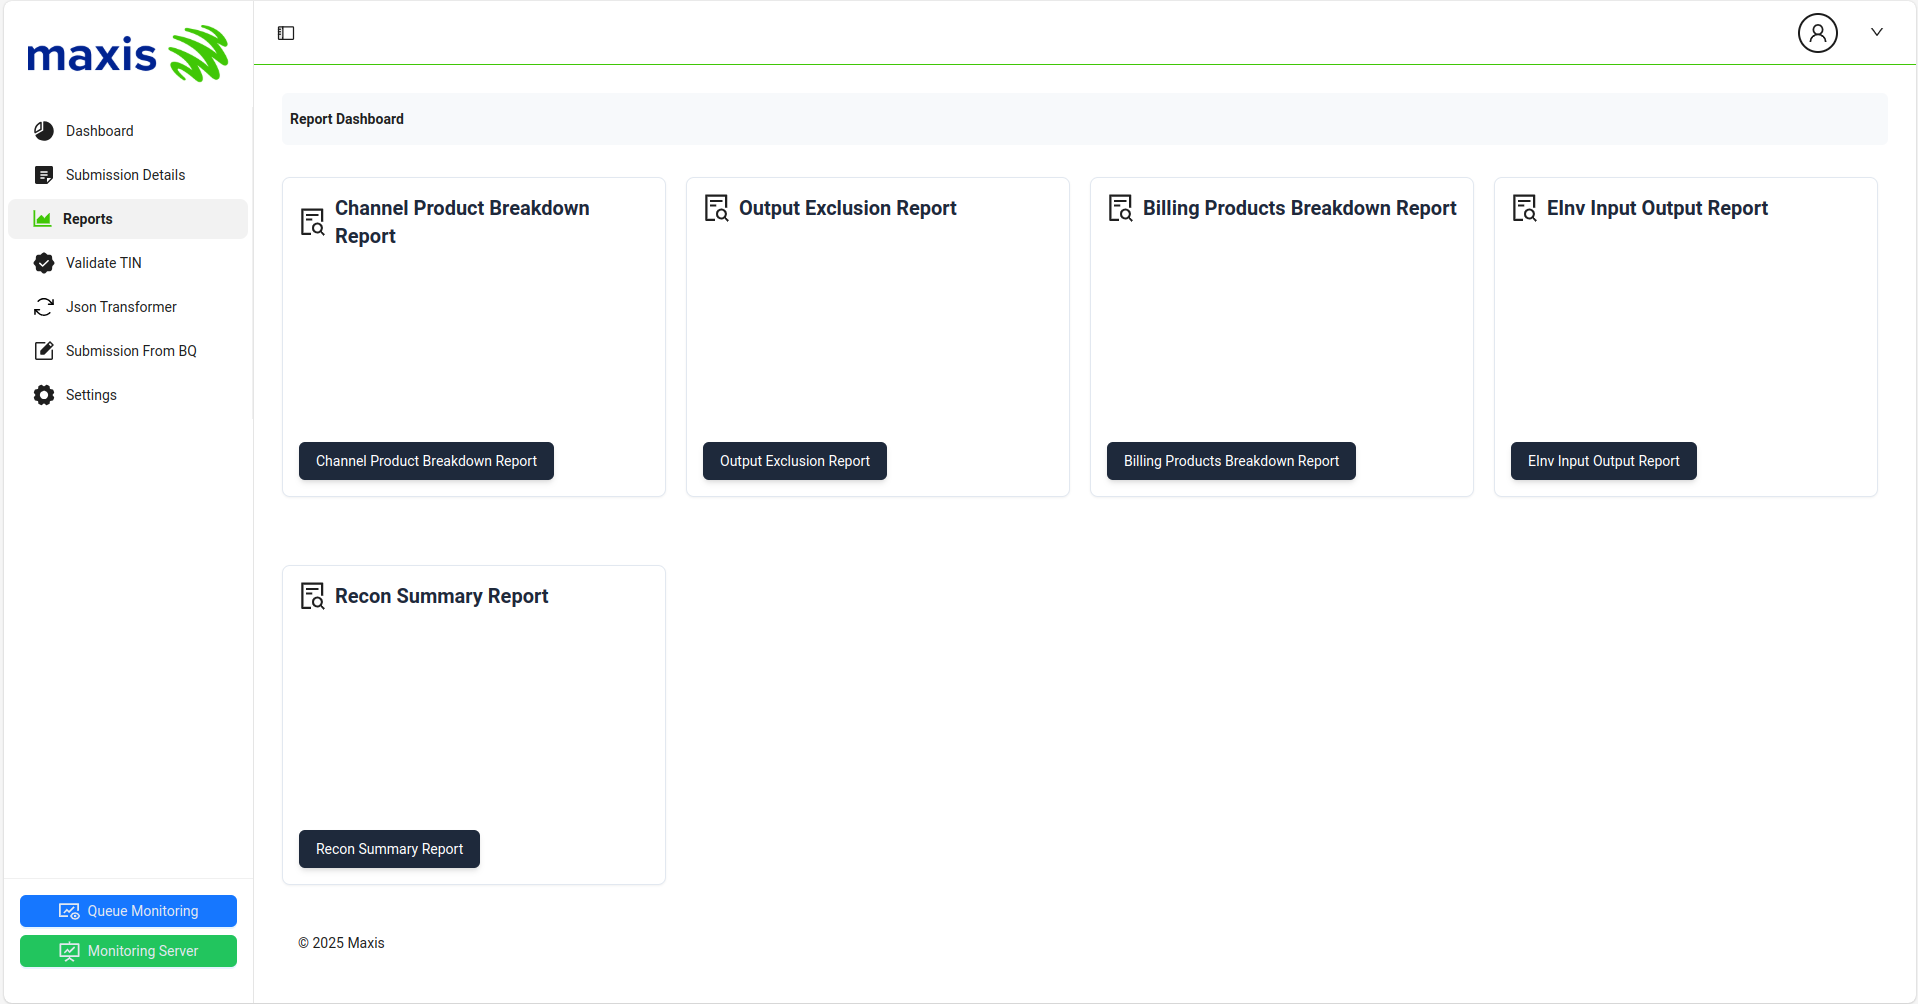 maxis
Dashboard
Submission Details
Reports
Validate TIN
Json Transformer
Submission From BQ
Settings
Queue Monitoring
Monitoring Server
Report Dashboard
Channel Product Breakdown
Report
Channel Product Breakdown Report
Output Exclusion Report
Output Exclusion Report
Billing Products Breakdown Report
Billing Products Breakdown Report
EInv Input Output Report
EInv Input Output Report
Recon Summary Report
Recon Summary Report
© 2025 Maxis